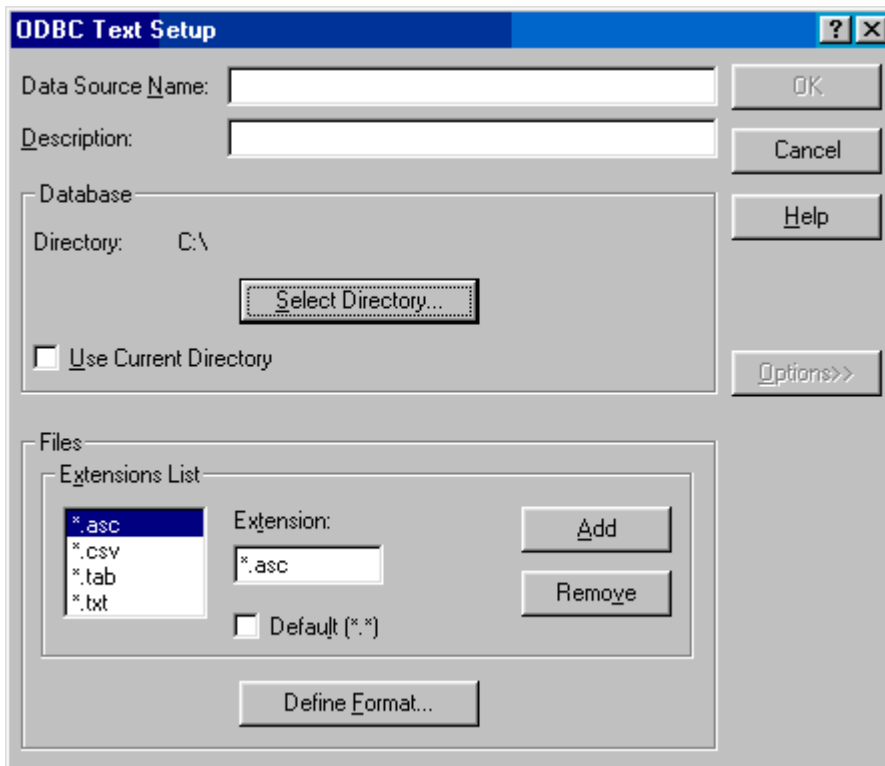 ODBC Text Setup
Data Source Name:
OK
Description:
Cancel
Database
Help
Directory: C:\
Select Directory...
Use Current Directory
Options>>
Files
Extensions List
*.asc
*.csv
*.tab
*.txt
Extension:
*.asc
Default (*.*)
Add
Remove
Define Format...